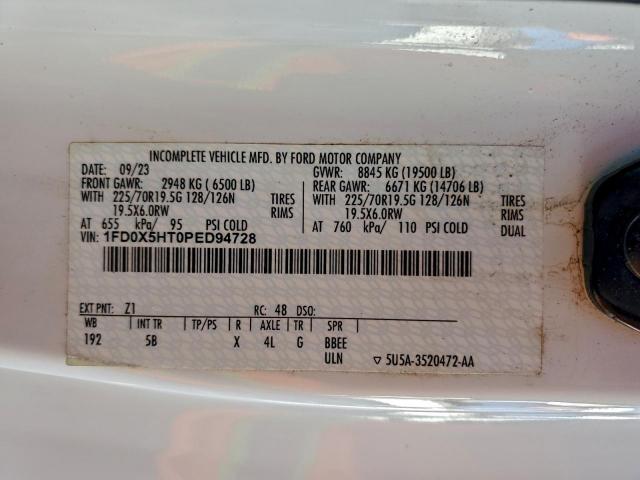 INCOMPLETE VEHICLE MFD. BY FORD MOTOR COMPANY
DATE: 09/23 GVWR: 8845 KG (19500 LB)
FRONT GAWR: 2948 KG ( 6500 LB) REAR GAWR: 6671 KG (14706 LB)
WITH 225/70R19.5G 128/126N TIRES WITH 225/70R19.5G 128/126N TIRES
19.5X6.0RW RIMS 19.5X6.0RW RIMS
AT 655 kPa/ 95 PSI COLD AT 760 kPa/ 110 PSI COLD DUAL
VIN: 1FD0X5HT0PED94728
EXT PNT: Z1 RC: 48 DSO:
WB INT TR TP/PS R AXLE TR SPR
192 5B X 4L G BBEE
ULN ▽ 5U5A-3520472-AA